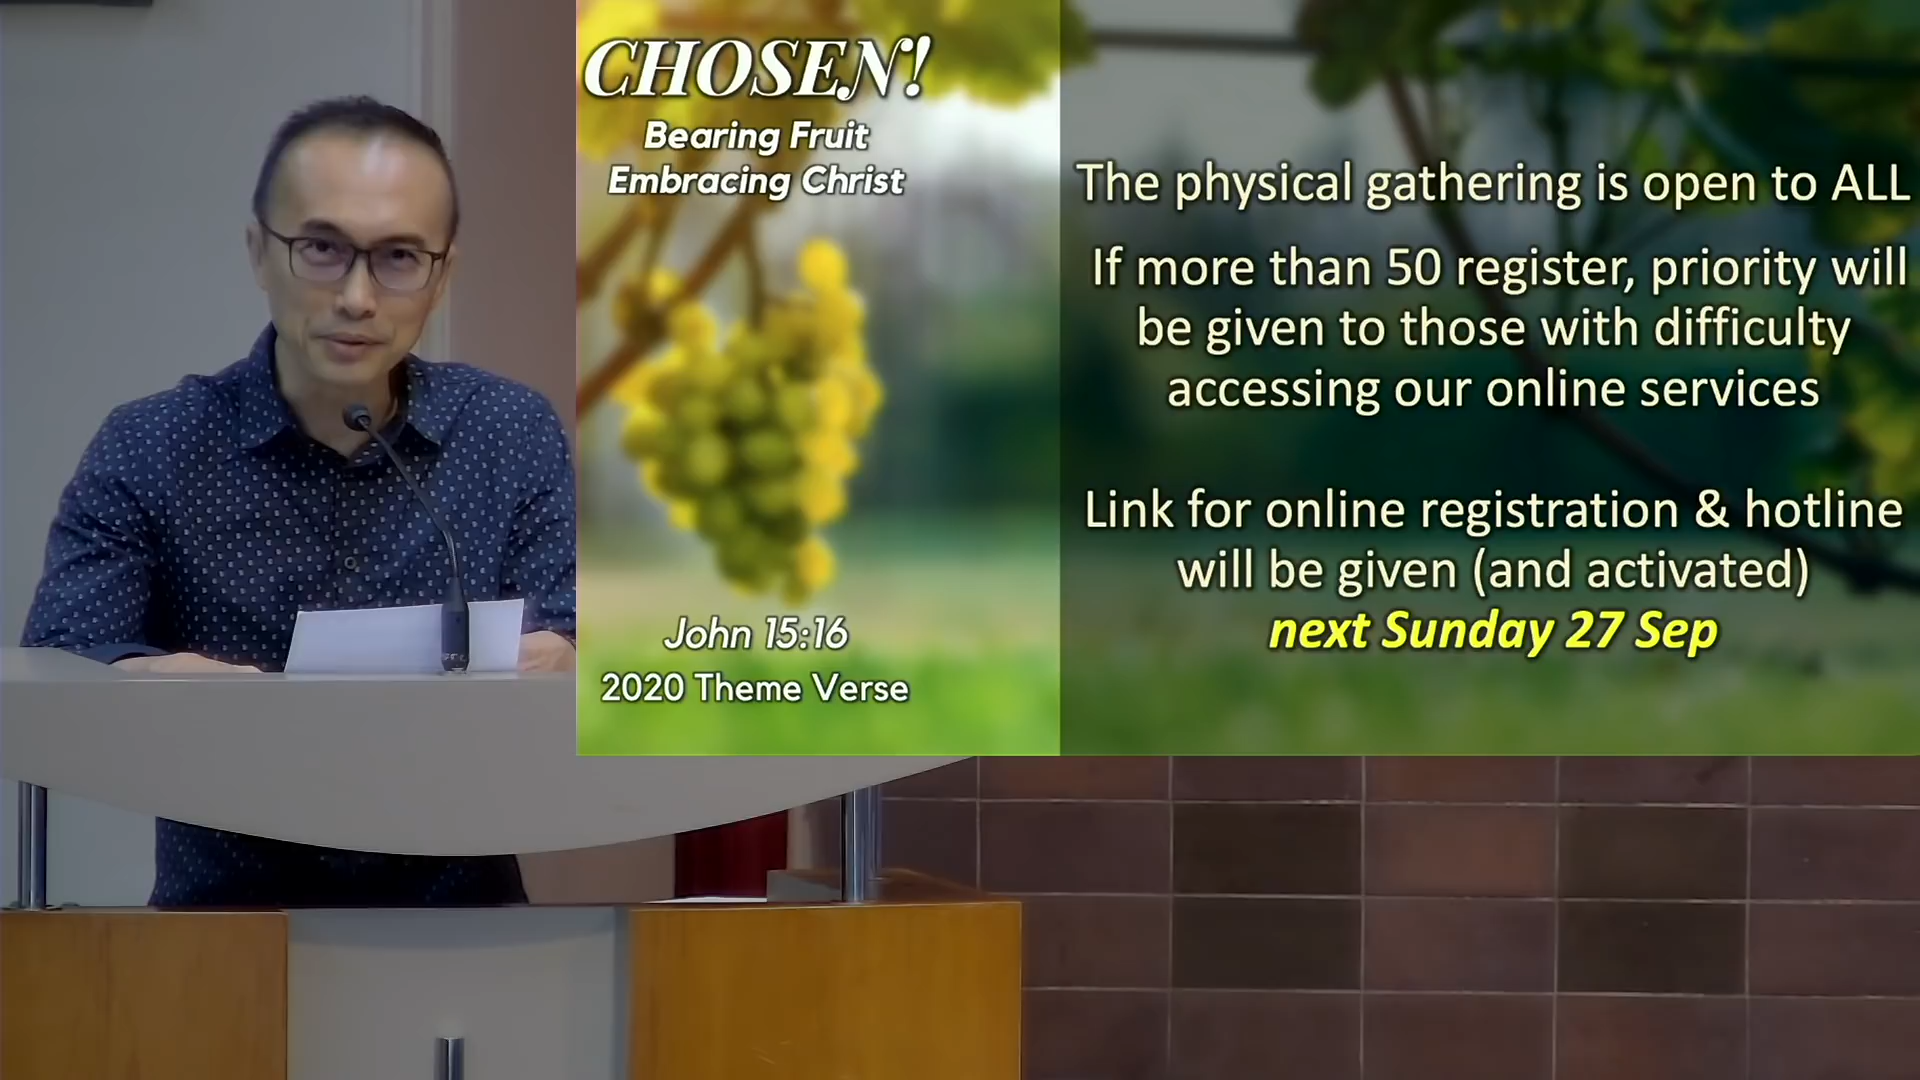 CHOSEN!
Bearing Fruit
Embracing Christ
John 15:16
2020 Theme Verse
The physical gathering is open to ALL
If more than 50 register, priority will
be given to those with difficulty
accessing our online services
Link for online registration & hotline
will be given (and activated)
next Sunday 27 Sep